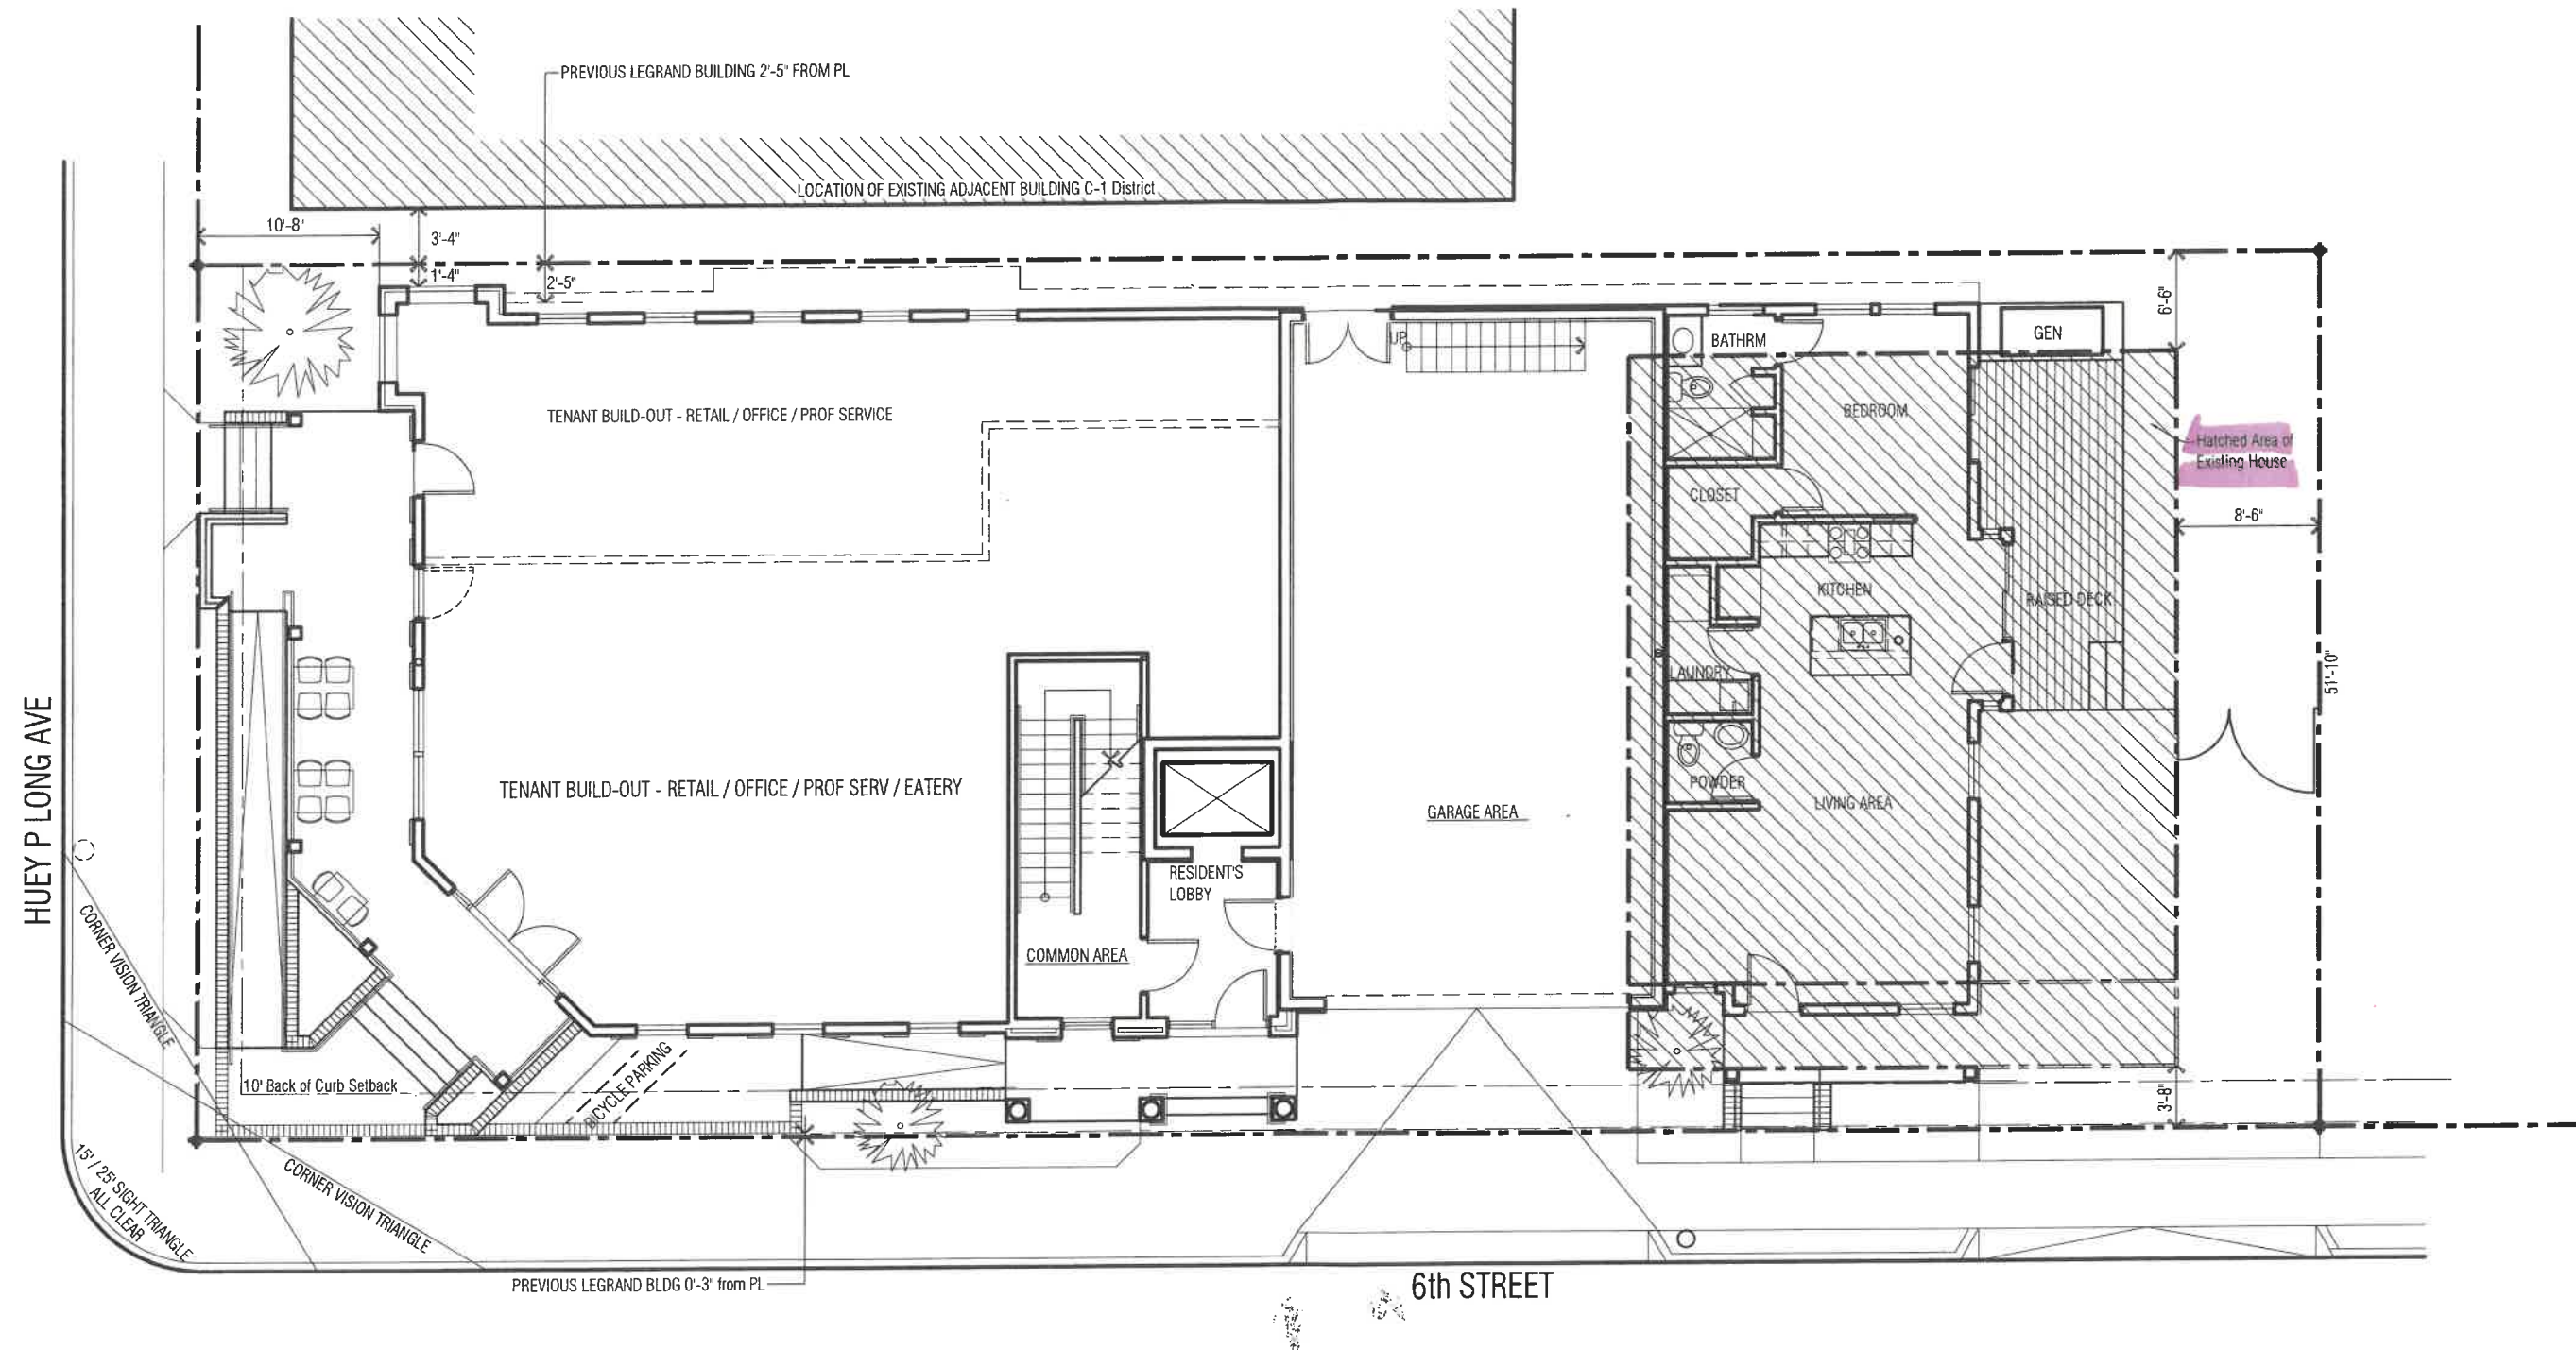 PREVIOUS LEGRAND BUILDING 2'-5" FROM PL
LOCATION OF EXISTING ADJACENT BUILDING C-1 District
10'-8"
3'-4"
1'-4"
2'-5"
6'-6"
UP
BATHRM
GEN
TENANT BUILD-OUT - RETAIL / OFFICE / PROF SERVICE
BEDROOM
Hatched Area of
Existing House
CLOSET
8'-6"
KITCHEN
RAISED DECK
LAUNDRY
51'-10"
HUEY P LONG AVE
TENANT BUILD-OUT - RETAIL / OFFICE / PROF SERV / EATERY
POWDER
LIVING AREA
GARAGE AREA
RESIDENT'S
LOBBY
COMMON AREA
CORNER VISION TRIANGLE
10' Back of Curb Setback
BICYCLE PARKING
3'-8"
15' / 25' SIGHT TRIANGLE
ALL CLEAR
CORNER VISION TRIANGLE
PREVIOUS LEGRAND BLDG 0'-3" from PL
6th STREET